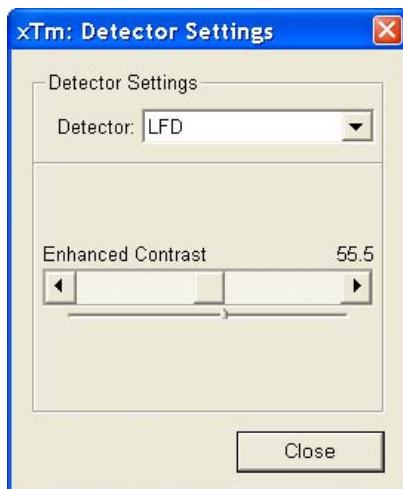 xTm: Detector Settings
Detector Settings
Detector: LFD
Enhanced Contrast 55.5
Close